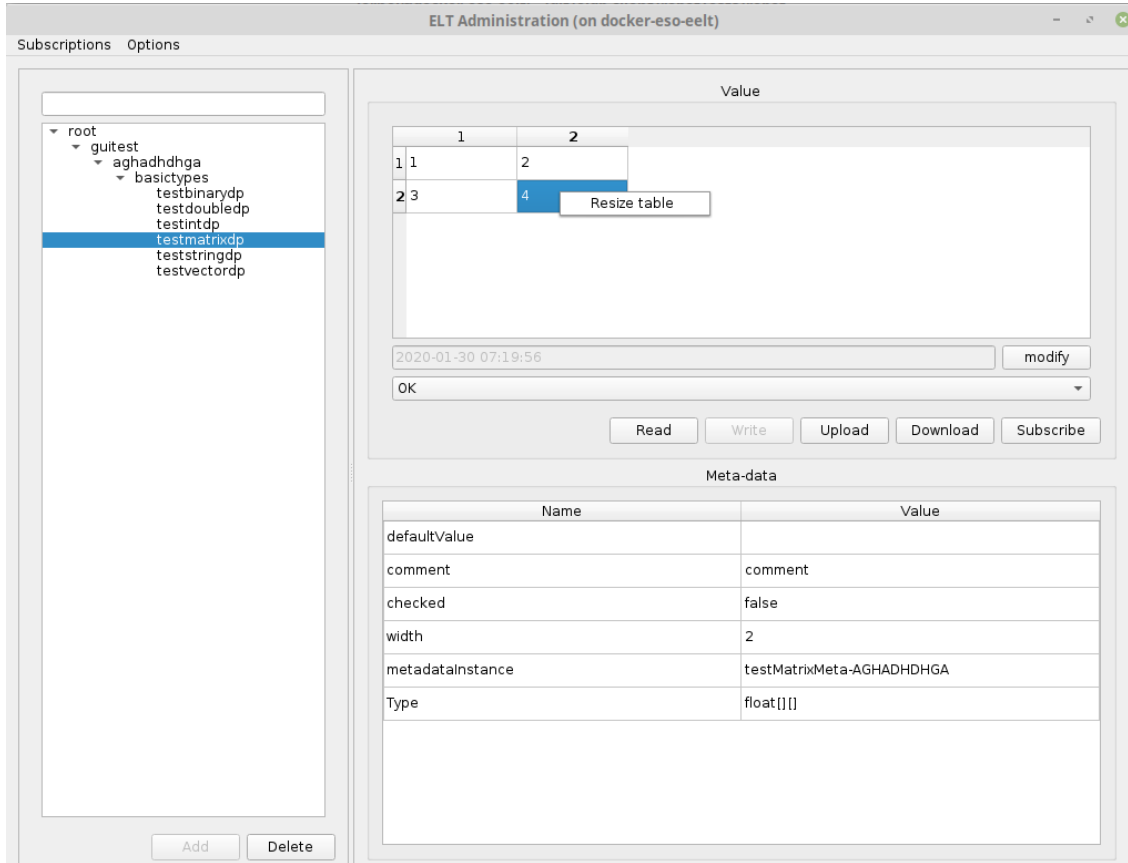 ELT Administration (on docker-eso-eelt)
Subscriptions Options
root
guitest
aghadhdhga
basictypes
testbinarydp
testdoubledp
testintdp
testmatrixdp
teststringdp
testvectordp
Add Delete
Value
1 2
1 1 2
2 3 4
Resize table
2020-01-30 07:19:56 modify
OK
Read Write Upload Download Subscribe
Meta-data
Name Value
defaultValue
comment comment
checked false
width 2
metadataInstance testMatrixMeta-AGHADHDHGA
Type float[][]